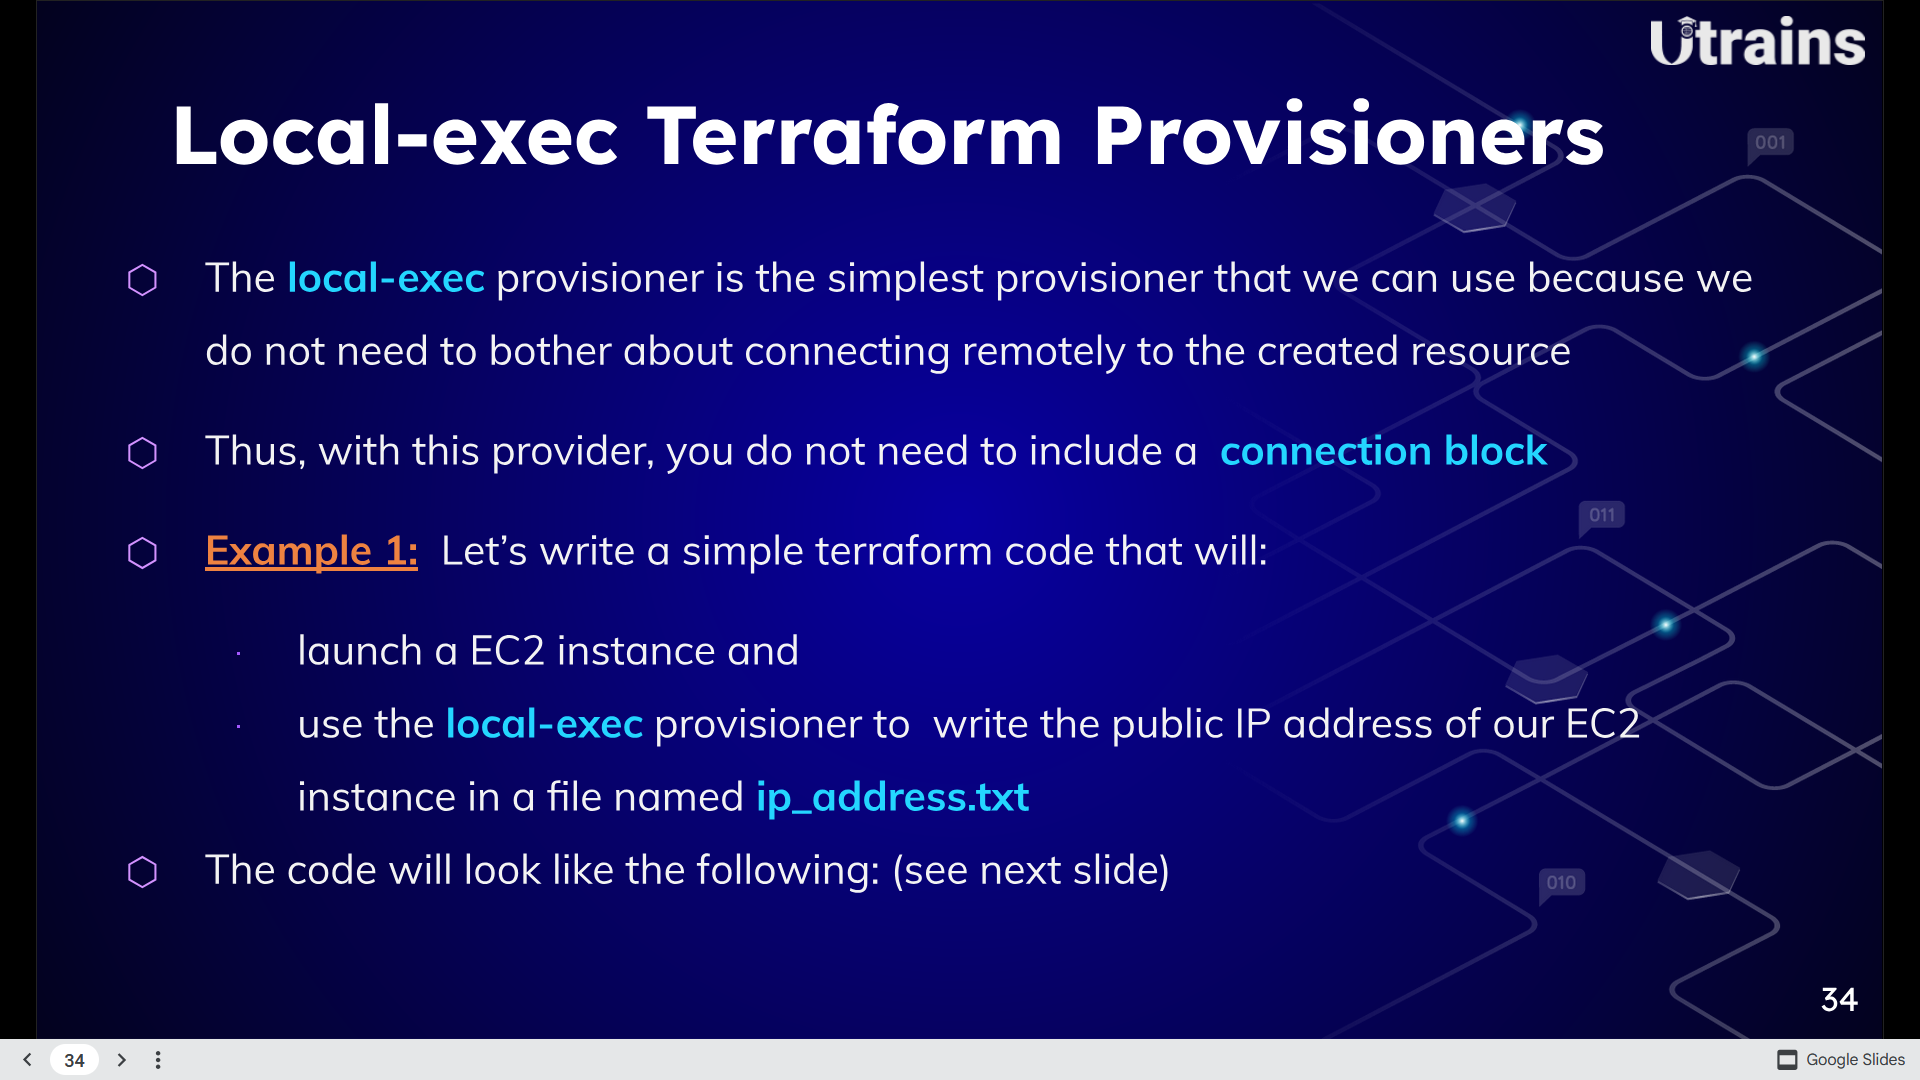 Utrains
Local-exec Terraform Provisioners
001
The local-exec provisioner is the simplest provisioner that we can use because we
do not need to bother about connecting remotely to the created resource
Thus, with this provider, you do not need to include a connection block
011
Example 1: Let’s write a simple terraform code that will:
launch a EC2 instance and
use the local-exec provisioner to write the public IP address of our EC2
instance in a file named ip_address.txt
The code will look like the following: (see next slide)
010
34
34
Google Slides